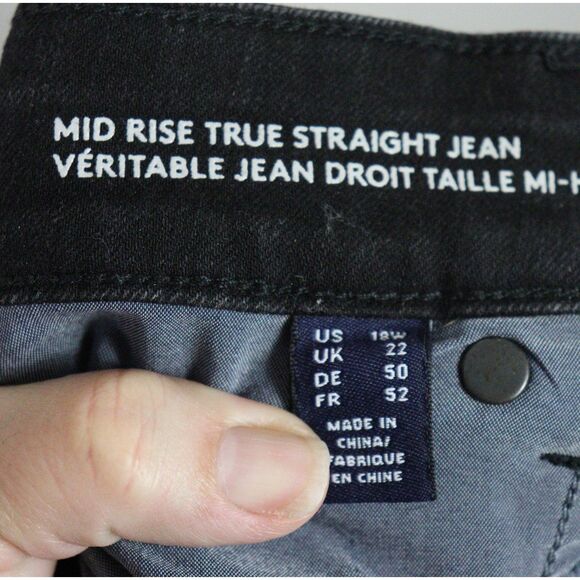 MID RISE TRUE STRAIGHT JEAN
VÉRITABLE JEAN DROIT TAILLE MI-H
US 18W
UK 22
DE 50
FR 52
MADE IN
CHINA/
FABRIQUE
EN CHINE